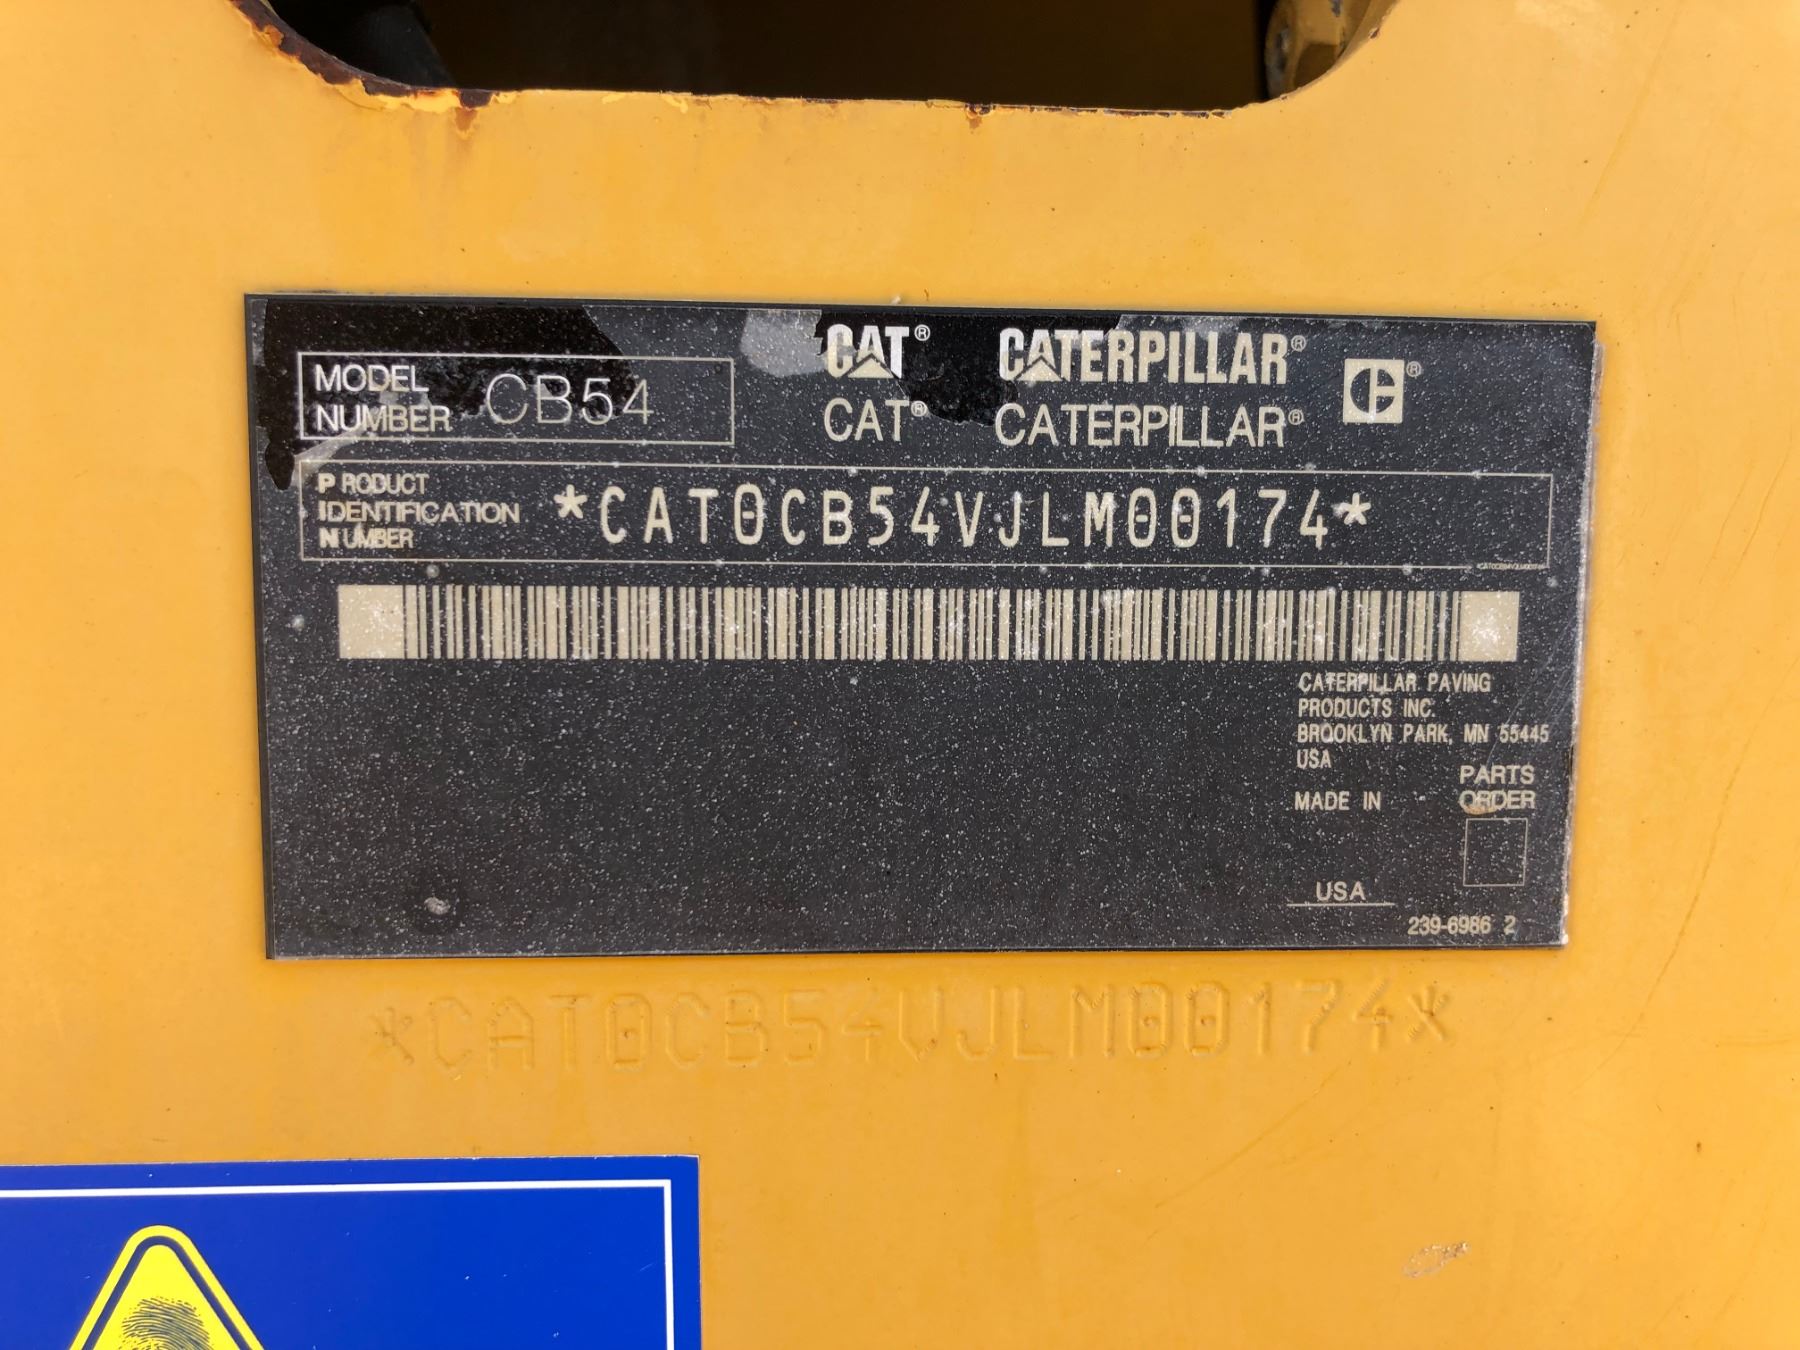 MODEL NUMBER CB54
CAT® CATERPILLAR® C®
CAT® CATERPILLAR®
PRODUCT IDENTIFICATION NUMBER *CAT0CB54VJLM00174*
CATERPILLAR PAVING
PRODUCTS INC.
BROOKLYN PARK, MN 55445
USA
MADE IN
USA
PARTS
ORDER
239-6986 2
*CAT0CB54VJLM00174*